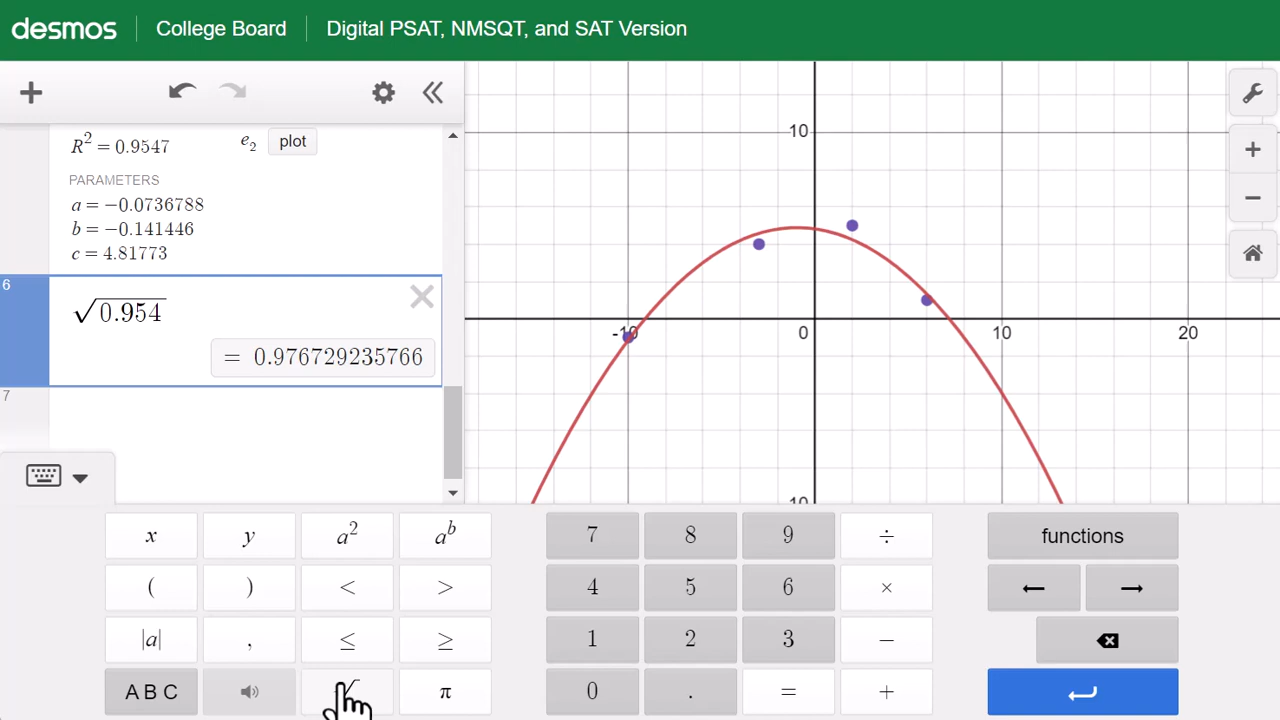 desmos College Board Digital PSAT, NMSQT, and SAT Version
R² = 0.9547 e₂ plot
PARAMETERS
a = −0.0736788
b = −0.141446
c = 4.81773
6
√0.954
= 0.976729235766
7
10
-10 0 10 20
x y a² aᵇ 7 8 9 ÷ functions
( ) < > 4 5 6 × ← →
|a| , ≤ ≥ 1 2 3 −
A B C π 0 . = +